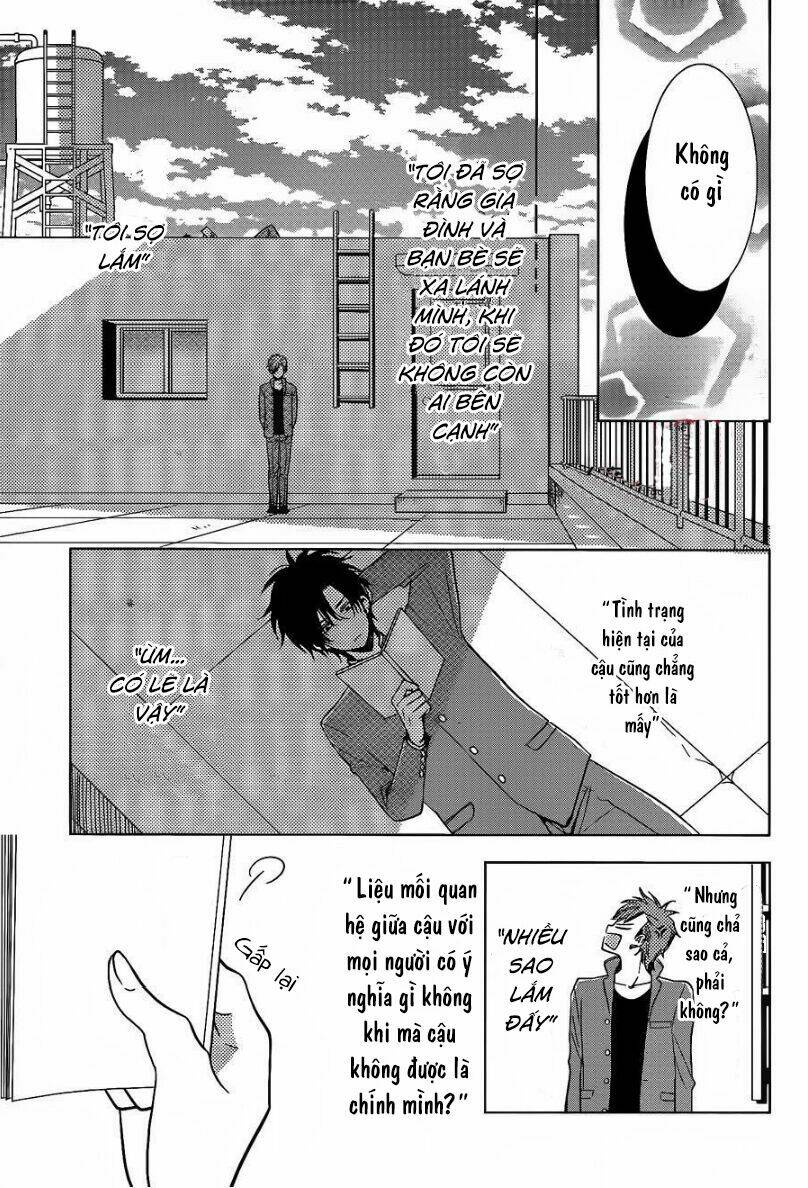 Không
có gì
"TÔI ĐÃ SỢ
RẰNG GIA
ĐÌNH VÀ
BẠN BÈ SẼ
XA LÁNH
MÌNH, KHI
ĐÓ TÔI SẼ
KHÔNG CÒN
AI BÊN
CẠNH"
"TÔI SỢ
LẮM"
"Tình trạng
hiện tại của
cậu cũng chẳng
tốt hơn là
mấy"
"ÙM...
CÓ LẼ LÀ
VẬY"
"Nhưng
cũng chả
sao cả,
phải
không?"
"NHIỀU
SAO
LẮM
ĐẤY"
"Liệu mối quan
hệ giữa cậu với
mọi người có ý
nghĩa gì không
khi mà cậu
không được là
chính mình?"
Gấp lại